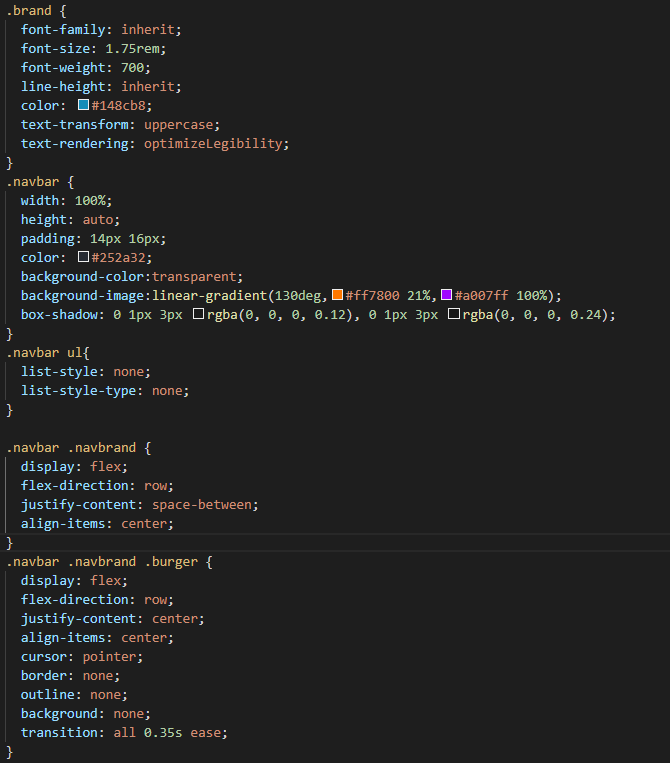 .brand {
  font-family: inherit;
  font-size: 1.75rem;
  font-weight: 700;
  line-height: inherit;
  color: #148cb8;
  text-transform: uppercase;
  text-rendering: optimizeLegibility;
}
.navbar {
  width: 100%;
  height: auto;
  padding: 14px 16px;
  color: #252a32;
  background-color:transparent;
  background-image:linear-gradient(130deg,#ff7800 21%,#a007ff 100%);
  box-shadow: 0 1px 3px rgba(0, 0, 0, 0.12), 0 1px 3px rgba(0, 0, 0, 0.24);
}
.navbar ul{
  list-style: none;
  list-style-type: none;
}

.navbar .navbrand {
  display: flex;
  flex-direction: row;
  justify-content: space-between;
  align-items: center;
}
.navbar .navbrand .burger {
  display: flex;
  flex-direction: row;
  justify-content: center;
  align-items: center;
  cursor: pointer;
  border: none;
  outline: none;
  background: none;
  transition: all 0.35s ease;
}